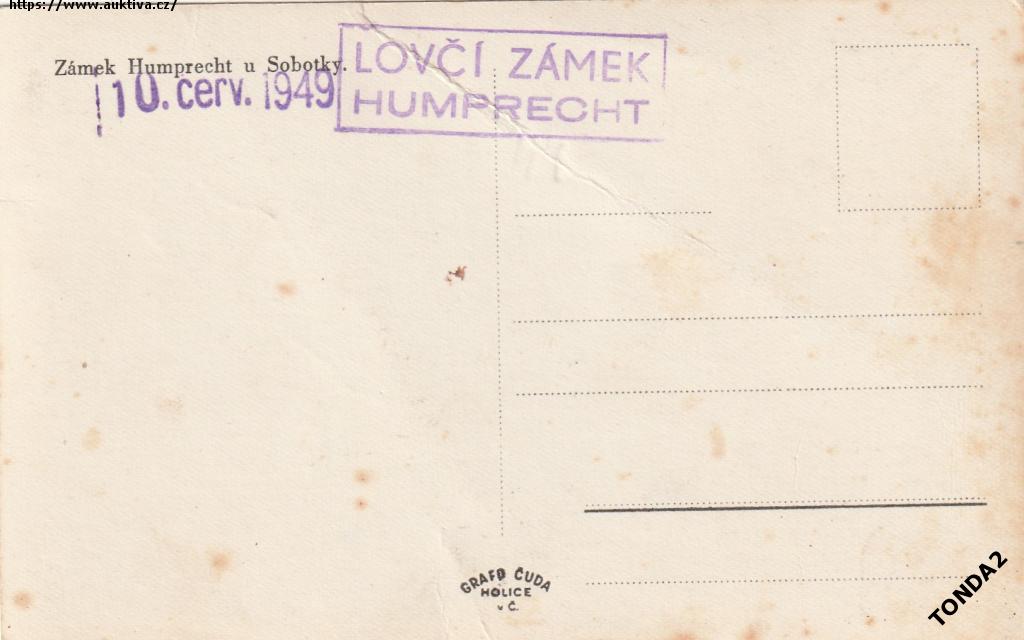 https://www.auktiva.cz/
Zámek Humprecht u Sobotky.
10. červ. 1949
LOVČÍ ZÁMEK
HUMPRECHT
GRAFO ČUDA
HOLICE
v Č.
TONDA2